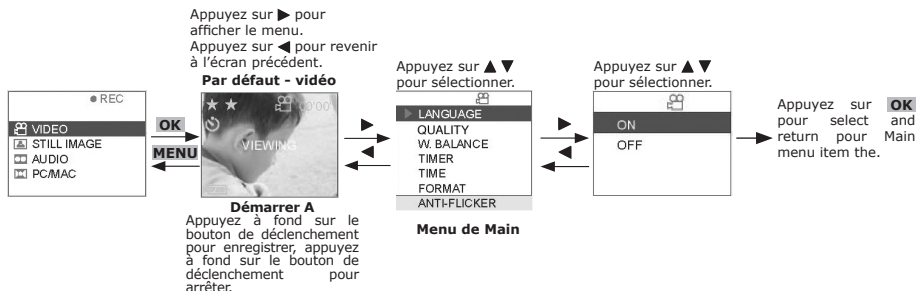 Appuyez sur ▶ pour
afficher le menu.
Appuyez sur ◀ pour revenir
à l'écran précédent.
Par défaut - vidéo
REC
VIDEO
STILL IMAGE
AUDIO
PC/MAC
OK
MENU
00'00"
VIEWING
Démarrer A
Appuyez à fond sur le
bouton de déclenchement
pour enregistrer, appuyez
à fond sur le bouton de
déclenchement pour
arrêter.
Appuyez sur ▲ ▼
pour sélectionner.
LANGUAGE
QUALITY
W. BALANCE
TIMER
TIME
FORMAT
ANTI-FLICKER
Menu de Main
Appuyez sur ▲ ▼
pour sélectionner.
ON
OFF
Appuyez sur OK
pour select and
return pour Main
menu item the.